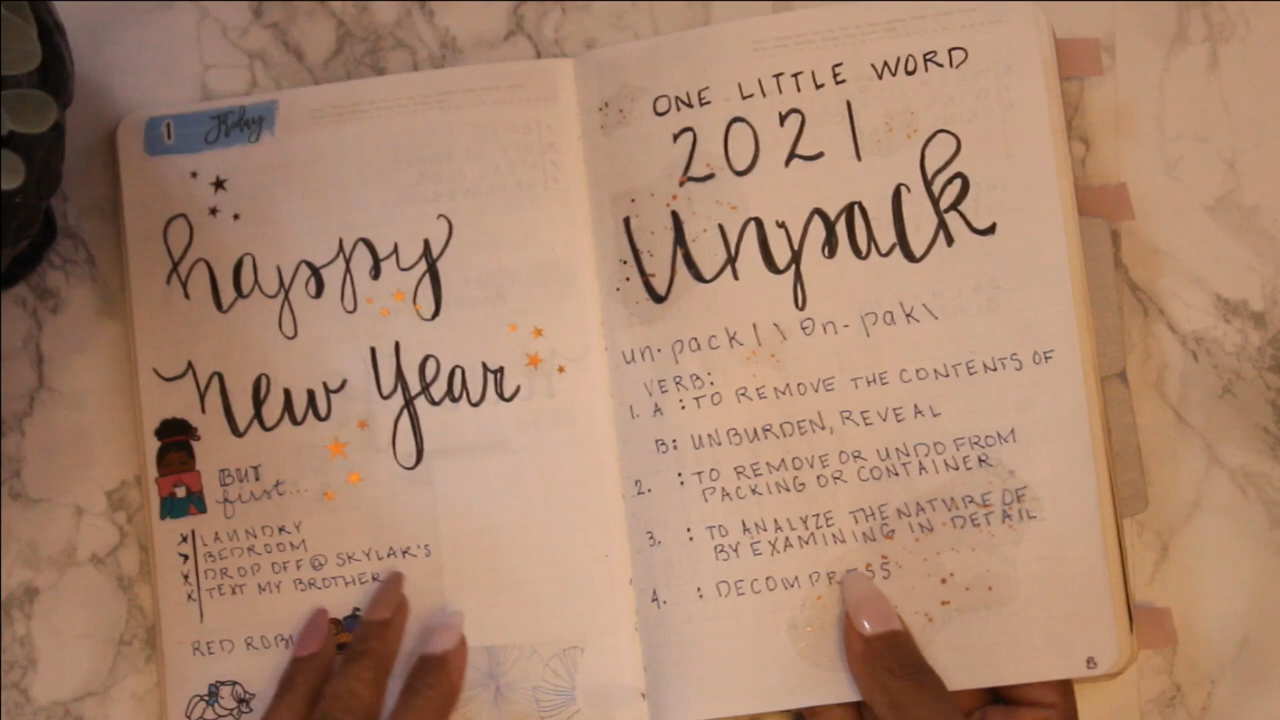 1 Friday
happy
new year
BUT
first...
X LAUNDRY
> BEDROOM
X DROP OFF @ SKYLAR'S
X TEXT MY BROTHER
RED
ONE LITTLE WORD
2021
Unpack
un·pack | \ ən-pak \
VERB:
1. A : TO REMOVE THE CONTENTS OF
B: UNBURDEN, REVEAL
2. : TO REMOVE OR UNDO FROM
PACKING OR CONTAINER
3. : TO ANALYZE THE NATURE OF
BY EXAMINING IN DETAIL
4. : DECOMPRESS
8